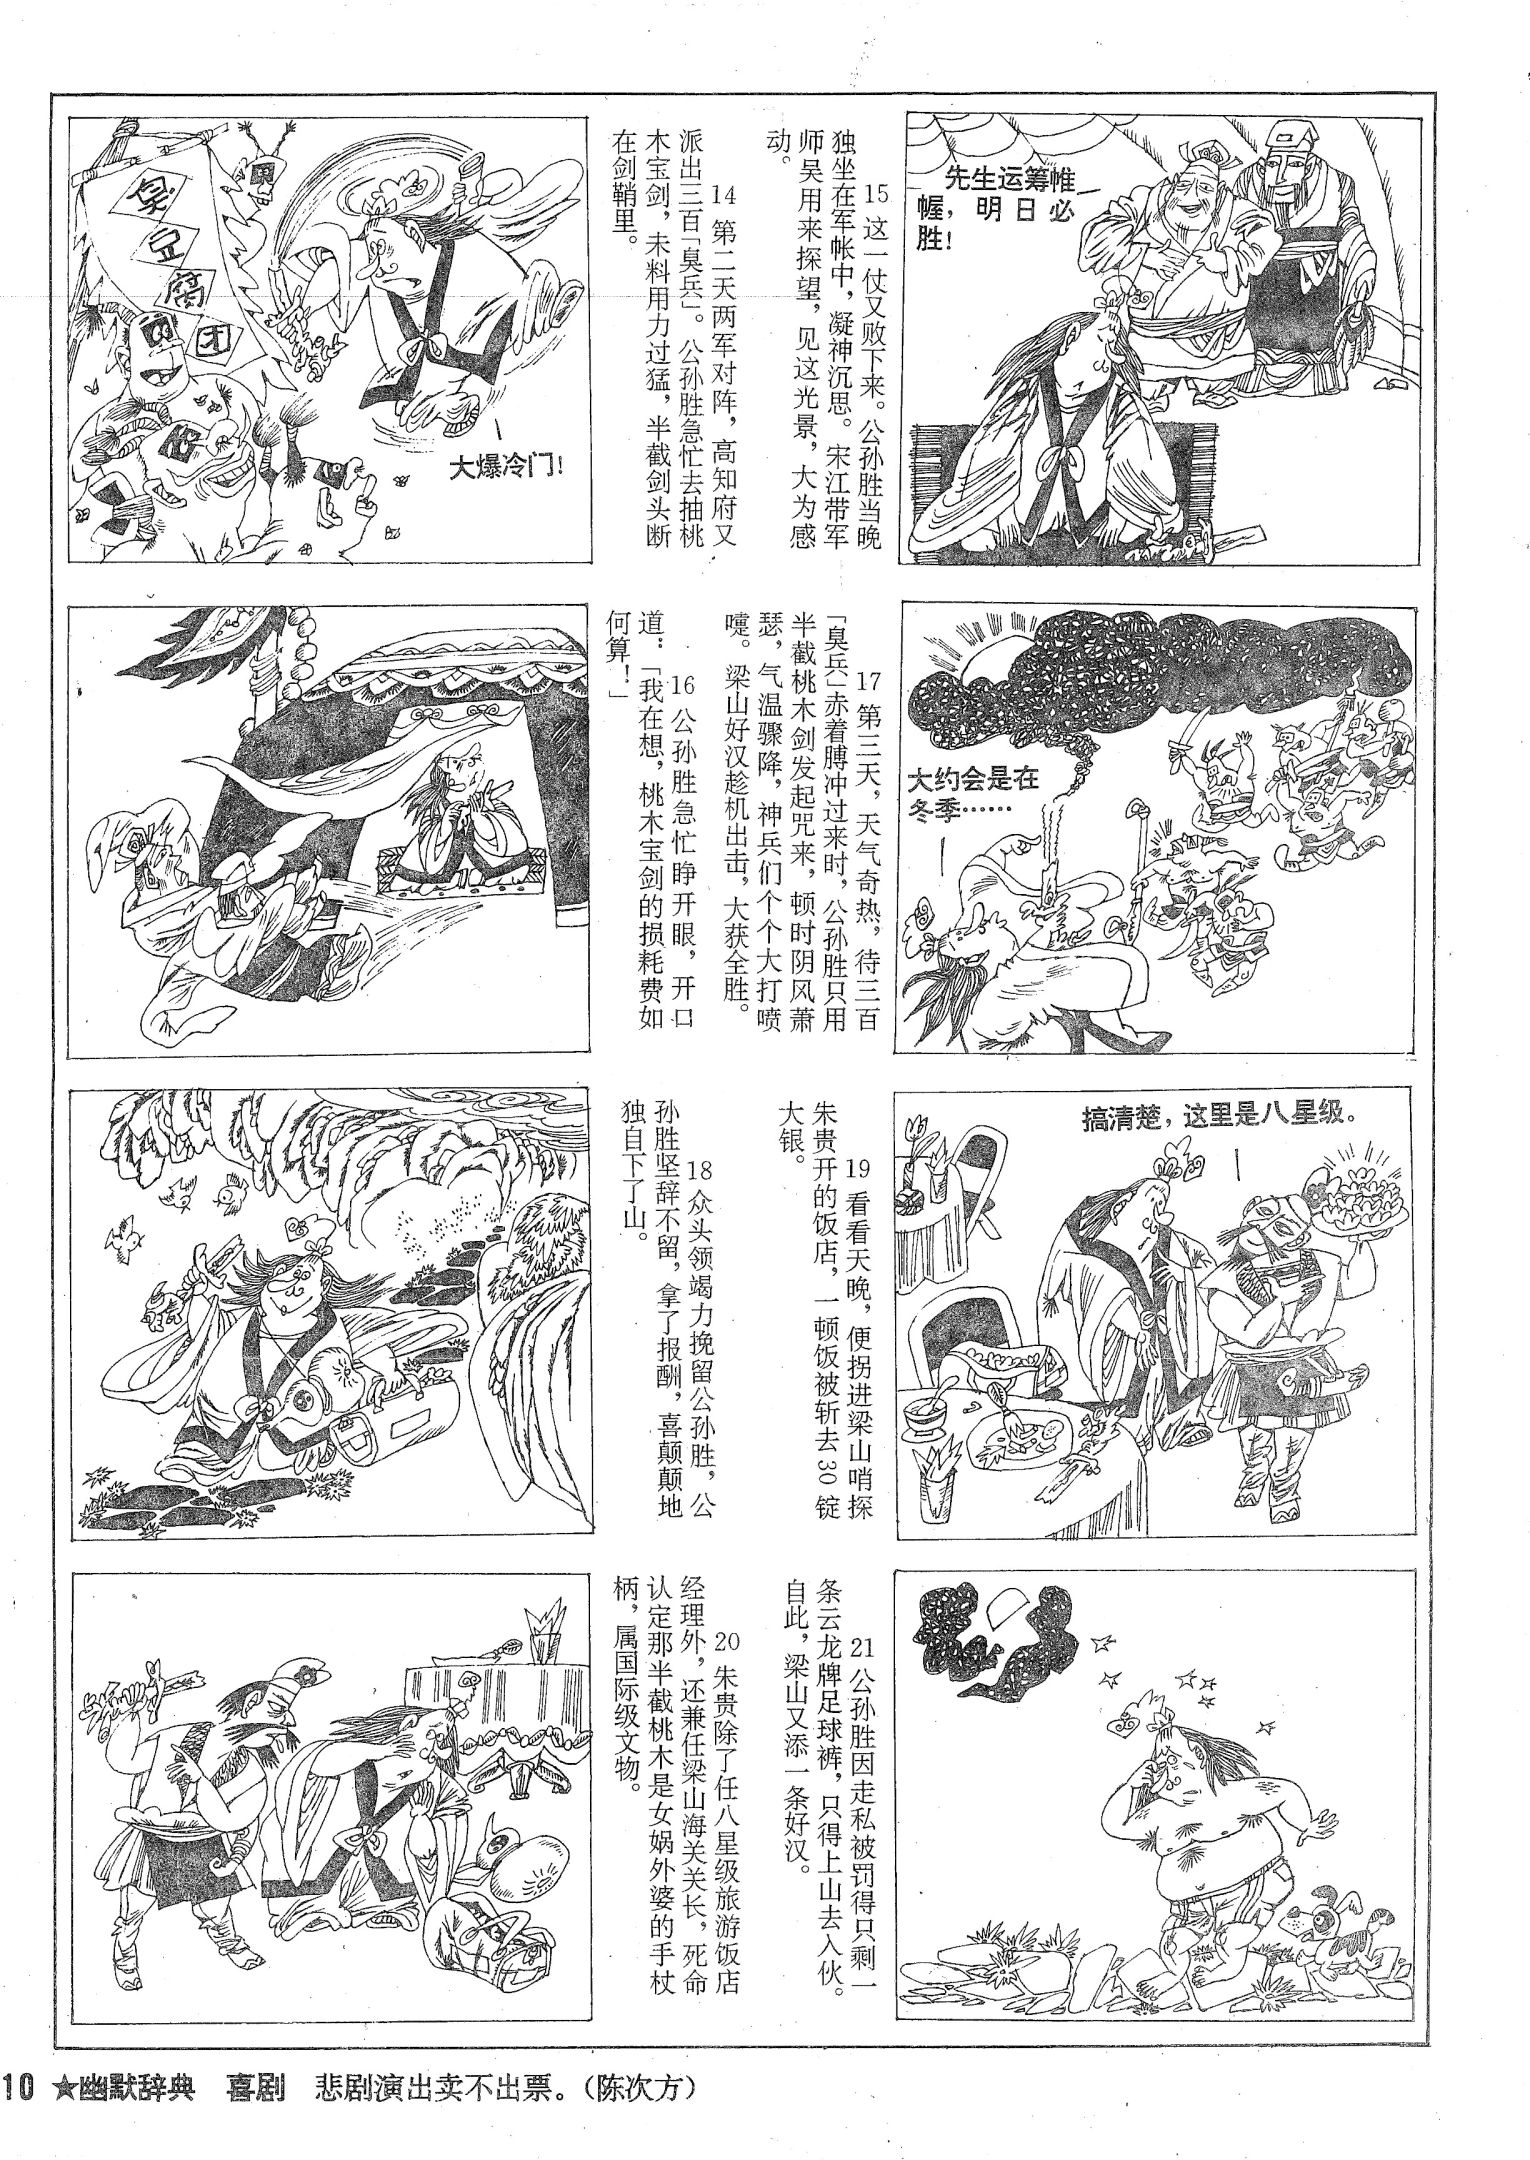 臭豆腐团
大爆冷门!
14 第二天两军对阵，高知府又
派出三百「臭兵」。公孙胜急忙去抽桃
木宝剑，未料用力过猛，半截剑头断
在剑鞘里。
15 这一仗又败下来。公孙胜当晚
独坐在军帐中，凝神沉思。宋江带军
师吴用来探望，见这光景，大为感
动。
先生运筹帷
幄，明日必
胜!
16 公孙胜急忙睁开眼，开口
道：「我在想，桃木宝剑的损耗费如
何算！」
17 第三天，天气奇热，待三百
「臭兵」赤着膊冲过来时，公孙胜只用
半截桃木剑发起咒来，顿时阴风萧
瑟，气温骤降，神兵们个个大打喷
嚏。梁山好汉趁机出击，大获全胜。
大约会是在
冬季……
18 众头领竭力挽留公孙胜，公
孙胜坚辞不留，拿了报酬，喜颠颠地
独自下了山。
19 看看天晚，便拐进梁山哨探
朱贵开的饭店，一顿饭被斩去30锭
大银。
搞清楚，这里是八星级。
20 朱贵除了任八星级旅游饭店
经理外，还兼任梁山海关关长，死命
认定那半截桃木是女娲外婆的手杖
柄，属国际级文物。
21 公孙胜因走私被罚得只剩一
条云龙牌足球裤，只得上山去入伙。
自此，梁山又添一条好汉。
10 ★幽默辞典 喜剧 悲剧演出卖不出票。（陈次方）